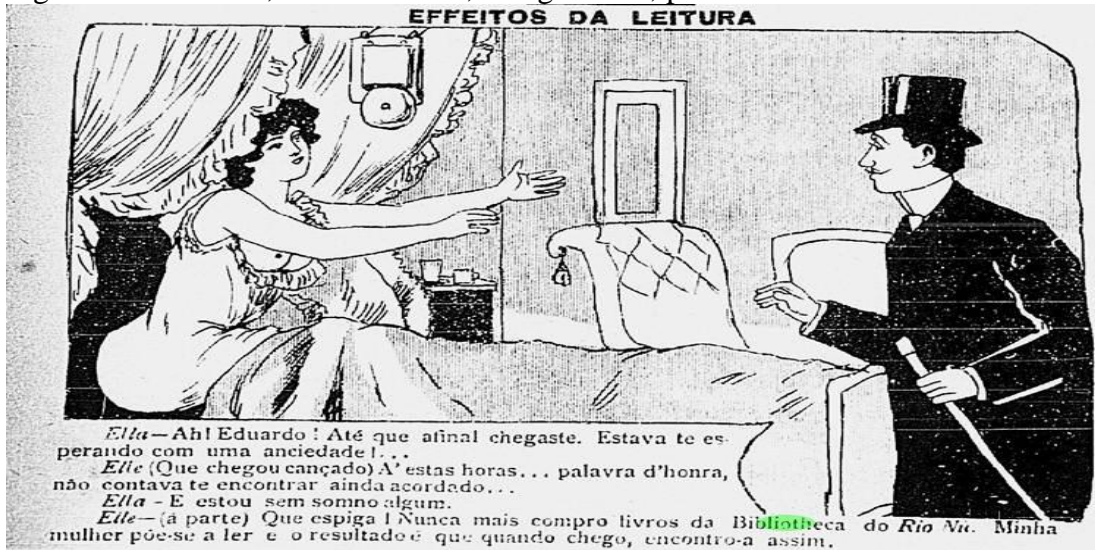 EFFEITOS DA LEITURA
Ella—Ah! Eduardo! Até que afinal chegaste. Estava te es-
perando com uma anciedade!...
Elle (Que chegou cançado) A' estas horas... palavra d'honra,
não contava te encontrar ainda acordado...
Ella - E estou sem somno algum.
Elle—(á parte) Que espiga! Nunca mais compro livros da Bibliotheca do Rio Nu. Minha
mulher põe-se a ler e o resultado é que quando chego, encontro-a assim.